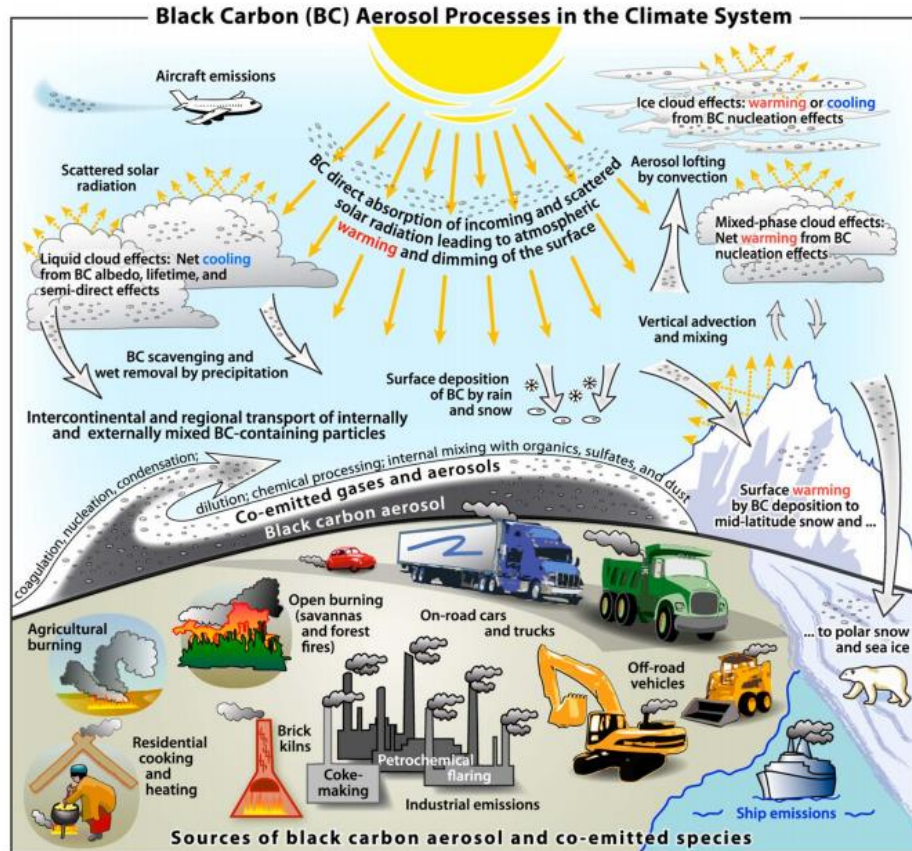 Black Carbon (BC) Aerosol Processes in the Climate System
Aircraft emissions
Ice cloud effects: warming or cooling
from BC nucleation effects
Scattered solar
radiation
BC direct absorption of incoming and scattered
solar radiation leading to atmospheric
warming and dimming of the surface
Aerosol lofting
by convection
Mixed-phase cloud effects:
Net warming from BC
nucleation effects
Liquid cloud effects: Net cooling
from BC albedo, lifetime, and
semi-direct effects
Vertical advection
and mixing
BC scavenging and
wet removal by precipitation
Surface deposition
of BC by rain
and snow
Intercontinental and regional transport of internally
and externally mixed BC-containing particles
coagulation, nucleation, condensation;
dilution; chemical processing; internal mixing with organics, sulfates, and dust
Co-emitted gases and aerosols
Black carbon aerosol
Surface warming
by BC deposition to
mid-latitude snow and ...
... to polar snow
and sea ice
Agricultural
burning
Open burning
(savannas
and forest
fires)
On-road cars
and trucks
Off-road
vehicles
Residential
cooking
and
heating
Brick
kilns
Coke-
making
Petrochemical
flaring
Industrial emissions
Ship emissions
Sources of black carbon aerosol and co-emitted species